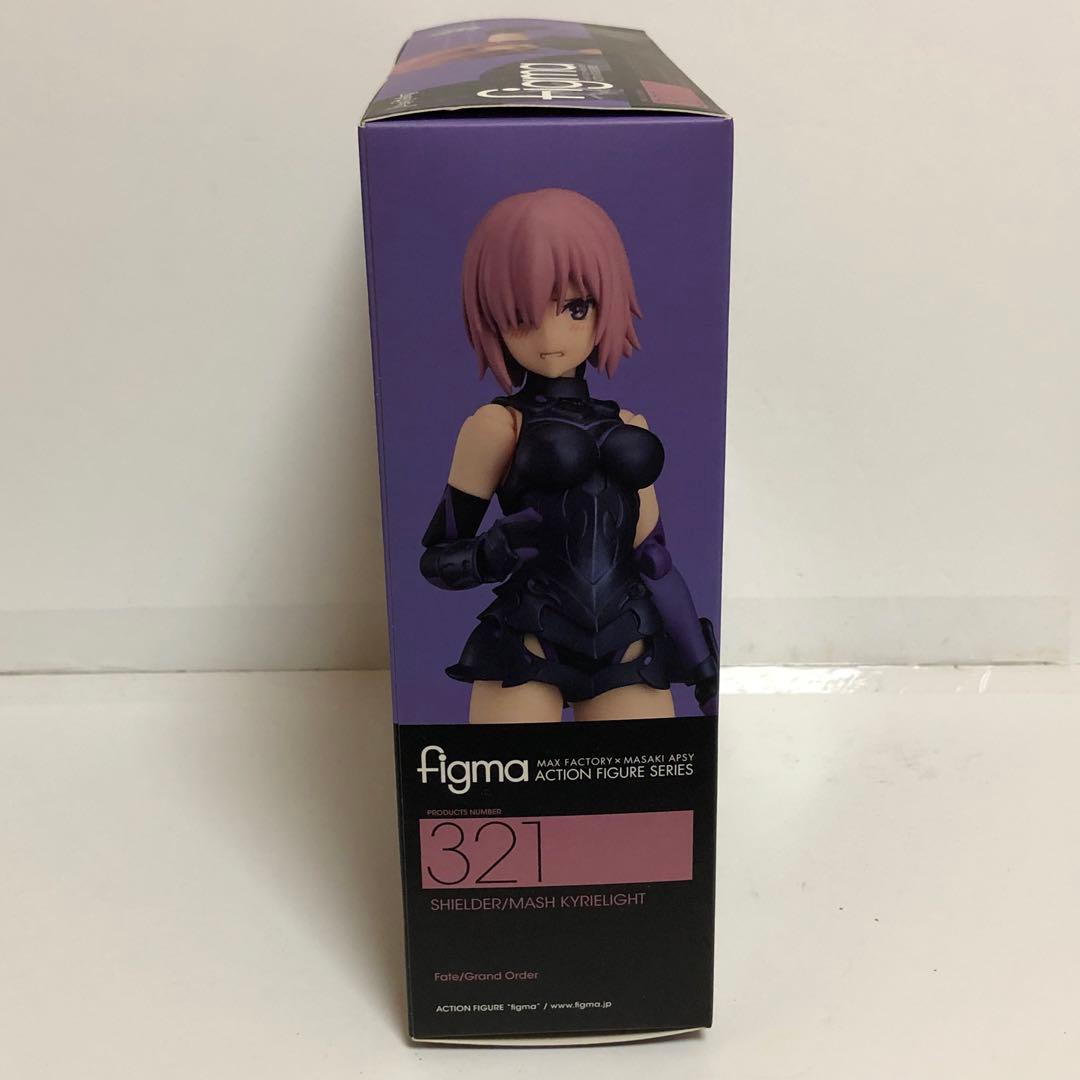 figma
figma
MAX FACTORY × MASAKI APSY
ACTION FIGURE SERIES
PRODUCTS NUMBER
321
SHIELDER/MASH KYRIELIGHT
Fate/Grand Order
ACTION FIGURE "figma" / www.figma.jp